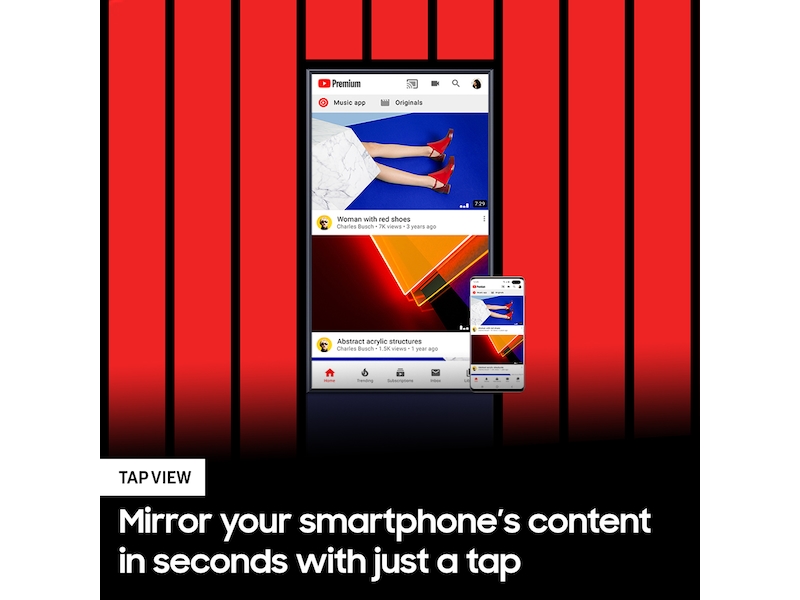 Premium
Music app Originals
7:29
Woman with red shoes
Charles Busch • 7K views • 3 years ago
Abstract acrylic structures
Charles Busch • 1.5K views • 1 year ago
Home Trending Subscriptions Inbox
TAP VIEW
Mirror your smartphone's content
in seconds with just a tap